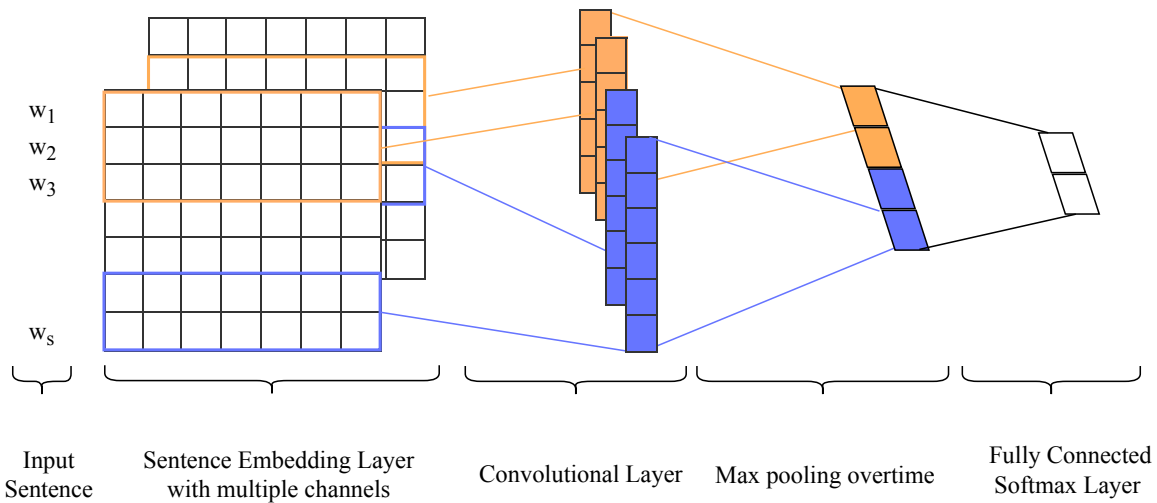 w1
w2
w3
ws
Input
Sentence
Sentence Embedding Layer
with multiple channels
Convolutional Layer
Max pooling overtime
Fully Connected
Softmax Layer